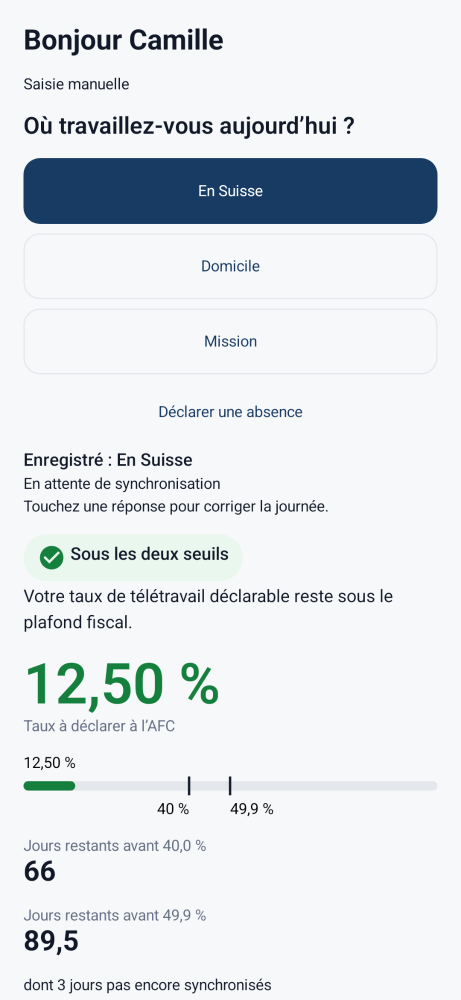 Bonjour Camille
Saisie manuelle
Où travaillez-vous aujourd’hui ?
En Suisse
Domicile
Mission
Déclarer une absence
Enregistré : En Suisse
En attente de synchronisation
Touchez une réponse pour corriger la journée.
Sous les deux seuils
Votre taux de télétravail déclarable reste sous le
plafond fiscal.
12,50 %
Taux à déclarer à l’AFC
12,50 %
40 %
49,9 %
Jours restants avant 40,0 %
66
Jours restants avant 49,9 %
89,5
dont 3 jours pas encore synchronisés